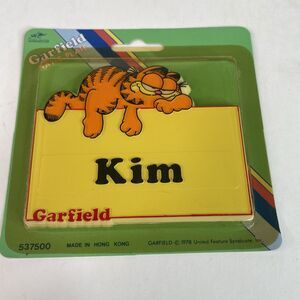 Garfield
Kim
Garfield
537500 MADE IN HONG KONG GARFIELD © 1978 United Feature Syndicate, Inc.